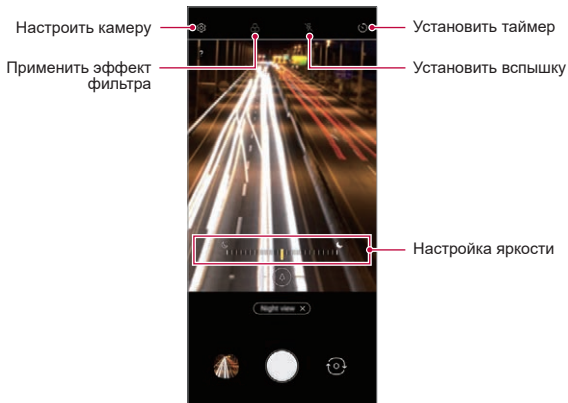 Настроить камеру
Установить таймер
Применить эффект
фильтра
Установить вспышку
Настройка яркости
Night view ×